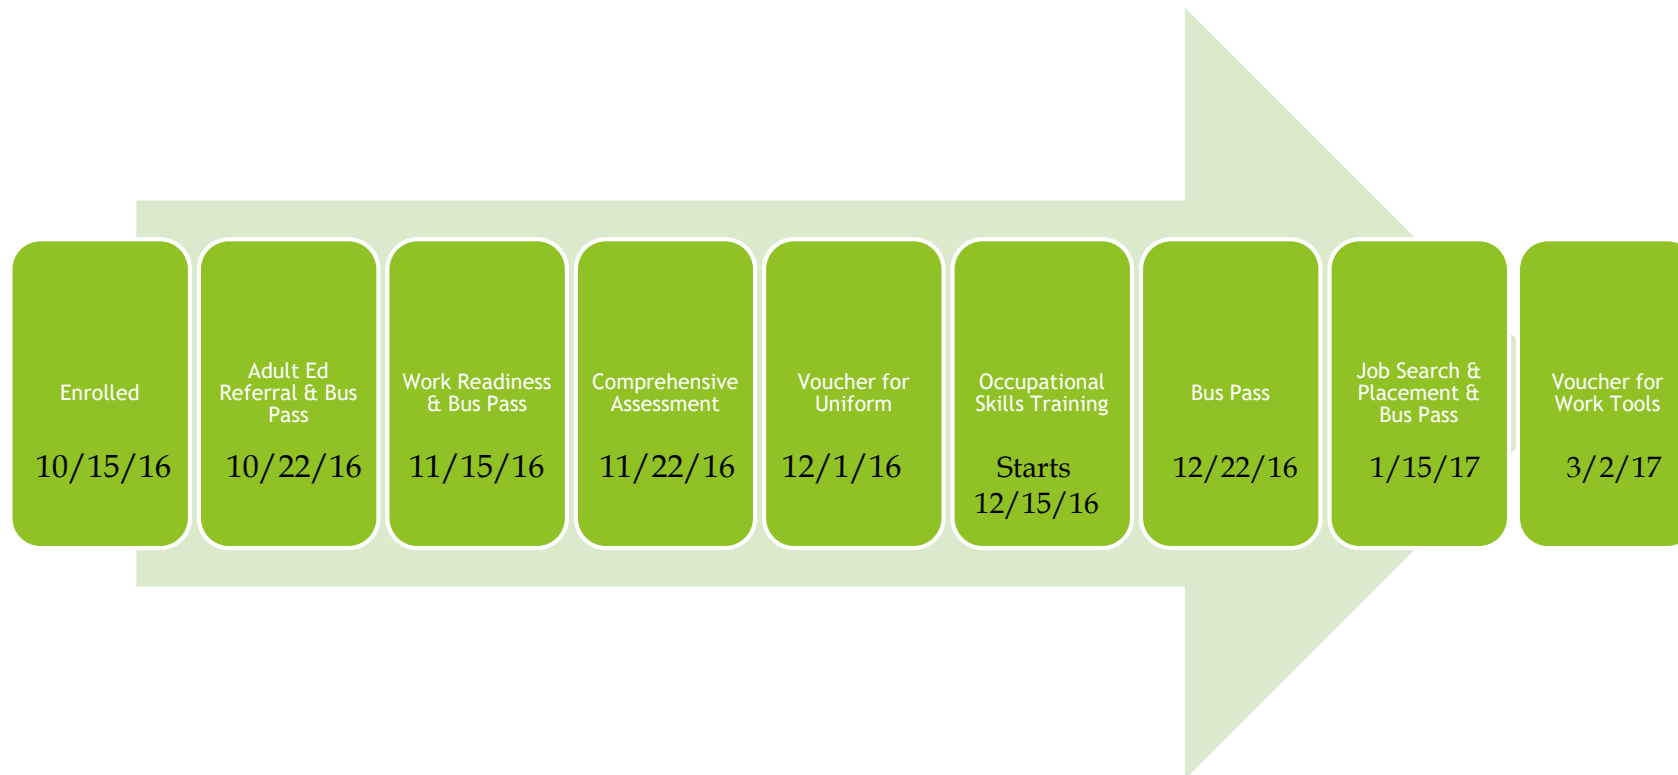 Enrolled
10/15/16
Adult Ed
Referral & Bus
Pass
10/22/16
Work Readiness
& Bus Pass
11/15/16
Comprehensive
Assessment
11/22/16
Voucher for
Uniform
12/1/16
Occupational
Skills Training
Starts
12/15/16
Bus Pass
12/22/16
Job Search &
Placement &
Bus Pass
1/15/17
Voucher for
Work Tools
3/2/17